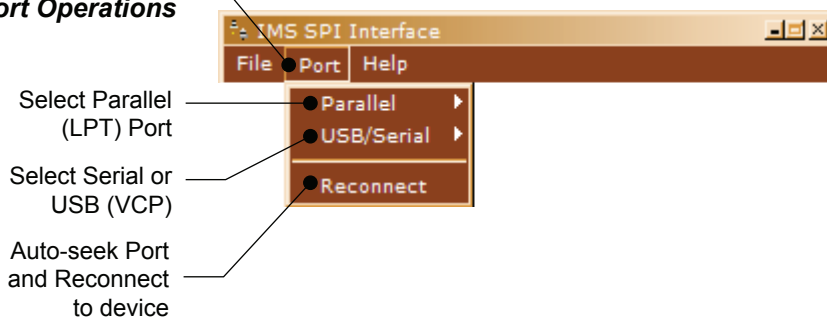 ort Operations
IMS SPI Interface
File Port Help
Select Parallel
(LPT) Port
Parallel
USB/Serial
Select Serial or
USB (VCP)
Reconnect
Auto-seek Port
and Reconnect
to device